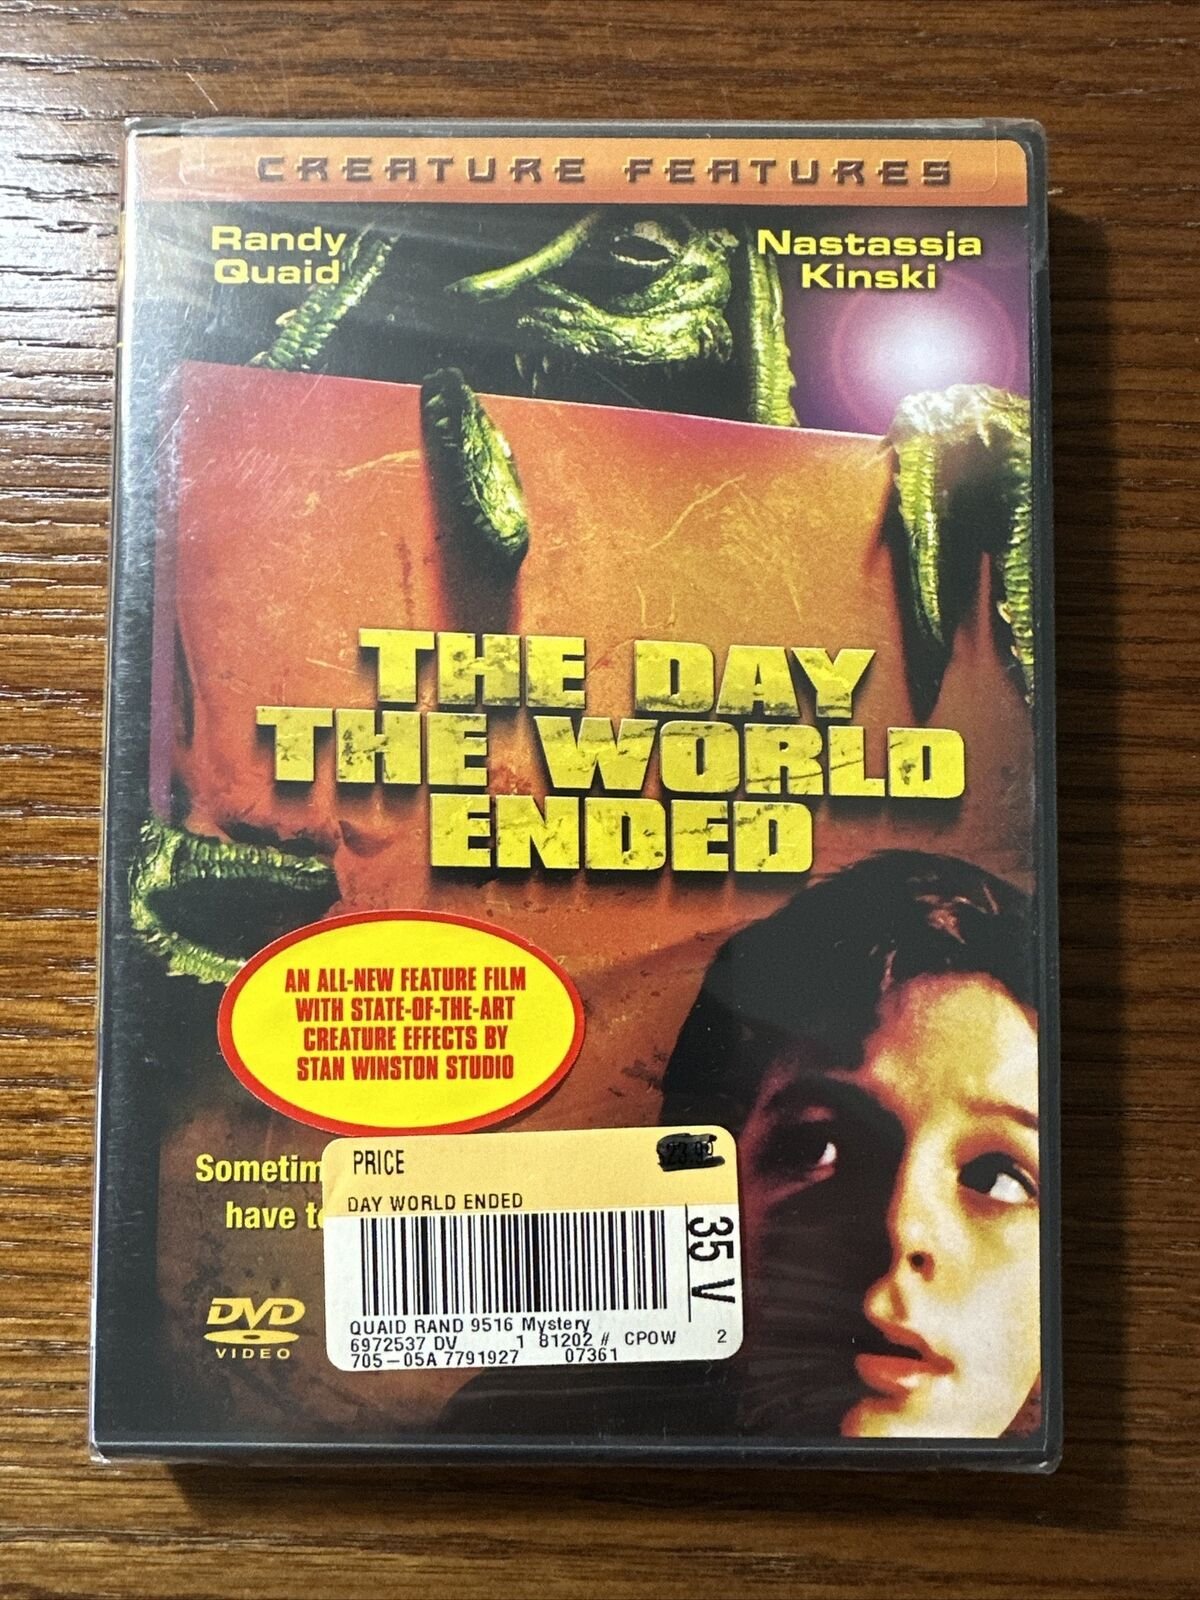 CREATURE FEATURES
Randy
Quaid
Nastassja
Kinski
THE DAY
THE WORLD
ENDED
AN ALL-NEW FEATURE FILM
WITH STATE-OF-THE-ART
CREATURE EFFECTS BY
STAN WINSTON STUDIO
Sometim
have t
PRICE
DAY WORLD ENDED
35 V
QUAID RAND 9516 Mystery
6972537 DV 1 81202 # CPOW 2
705-05A 7791927 07361
DVD
VIDEO